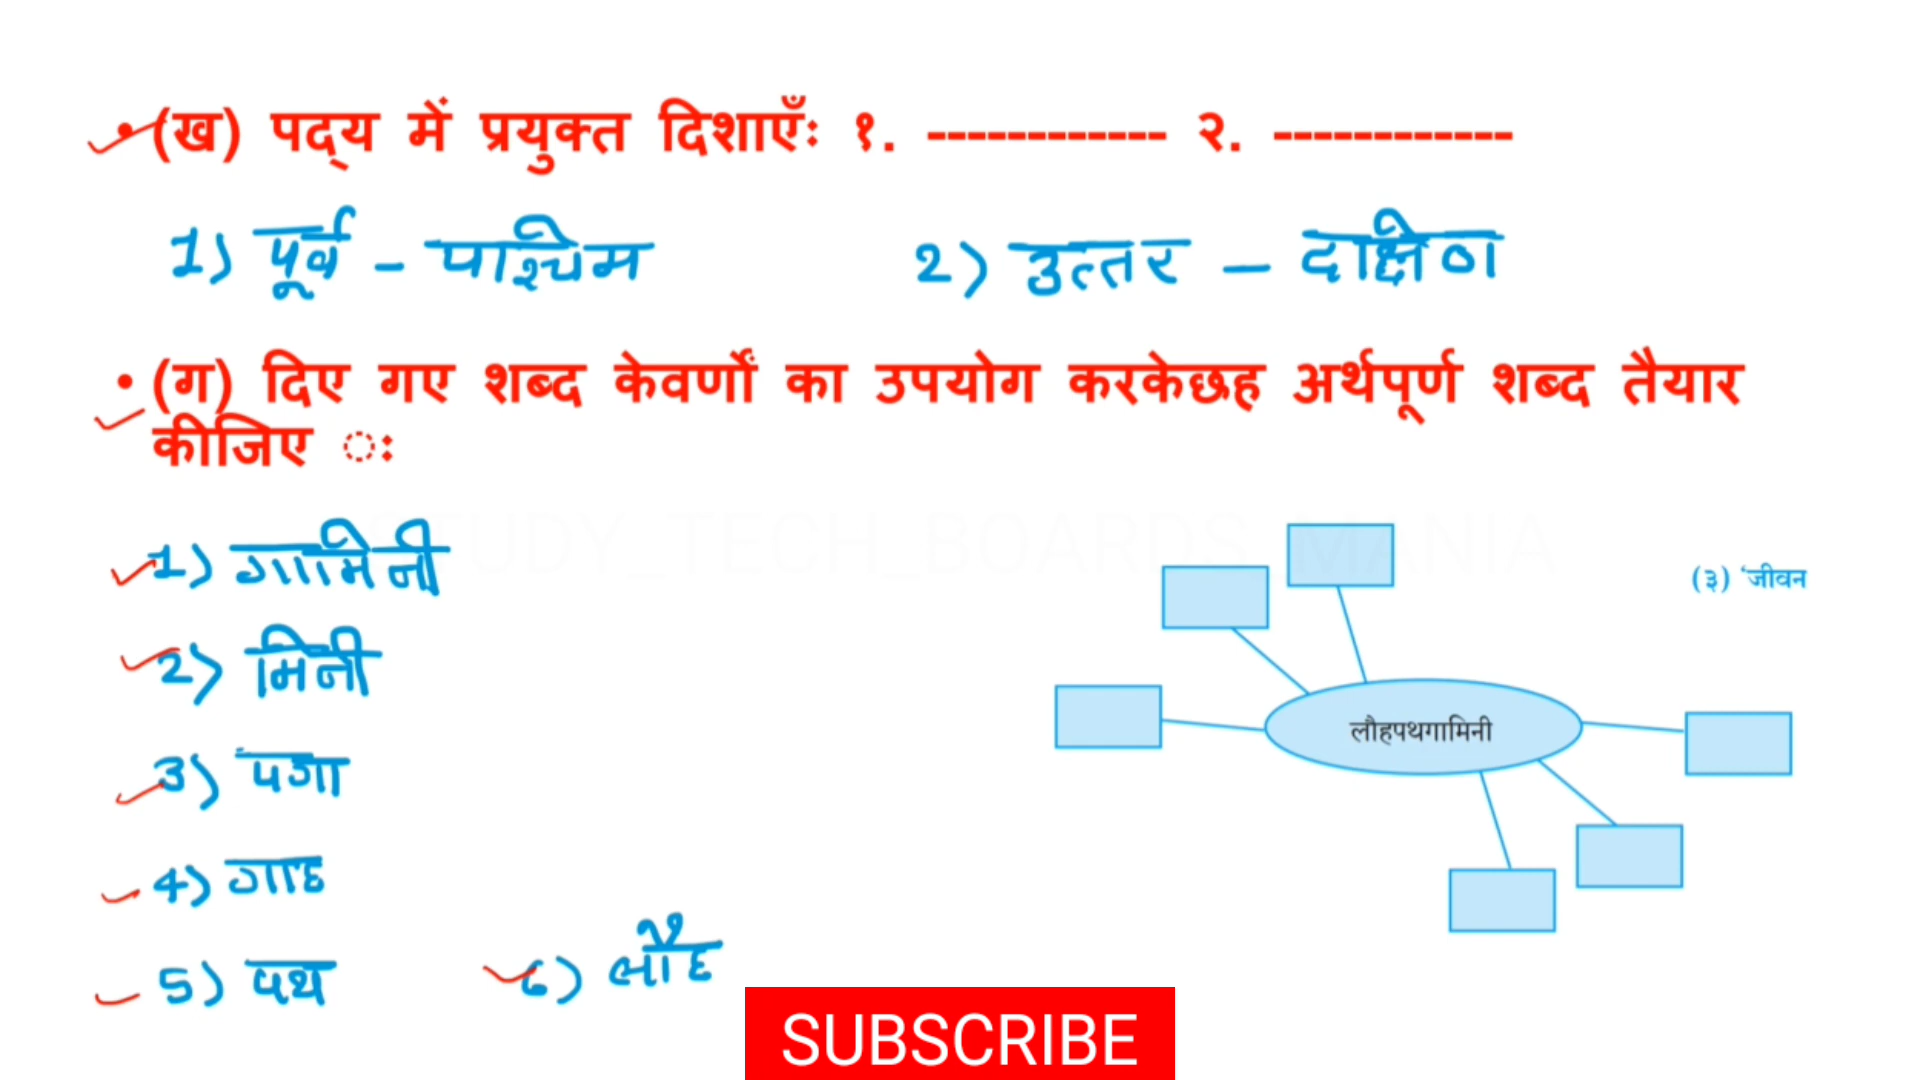 • (ख) पद्य में प्रयुक्त दिशाएँः १. ------------ २. ------------
1) पूर्व - पश्चिम 2) उत्तर - दक्षिण
• (ग) दिए गए शब्द केवर्णों का उपयोग करकेछह अर्थपूर्ण शब्द तैयार
कीजिए ः
STUDY_TECH_BOARDS_MANIA
1) गामिनी
(३) ‘जीवन
2) मिनी
लौहपथगामिनी
3) पगा
4) गाह
5) पथ 6) लौह
SUBSCRIBE